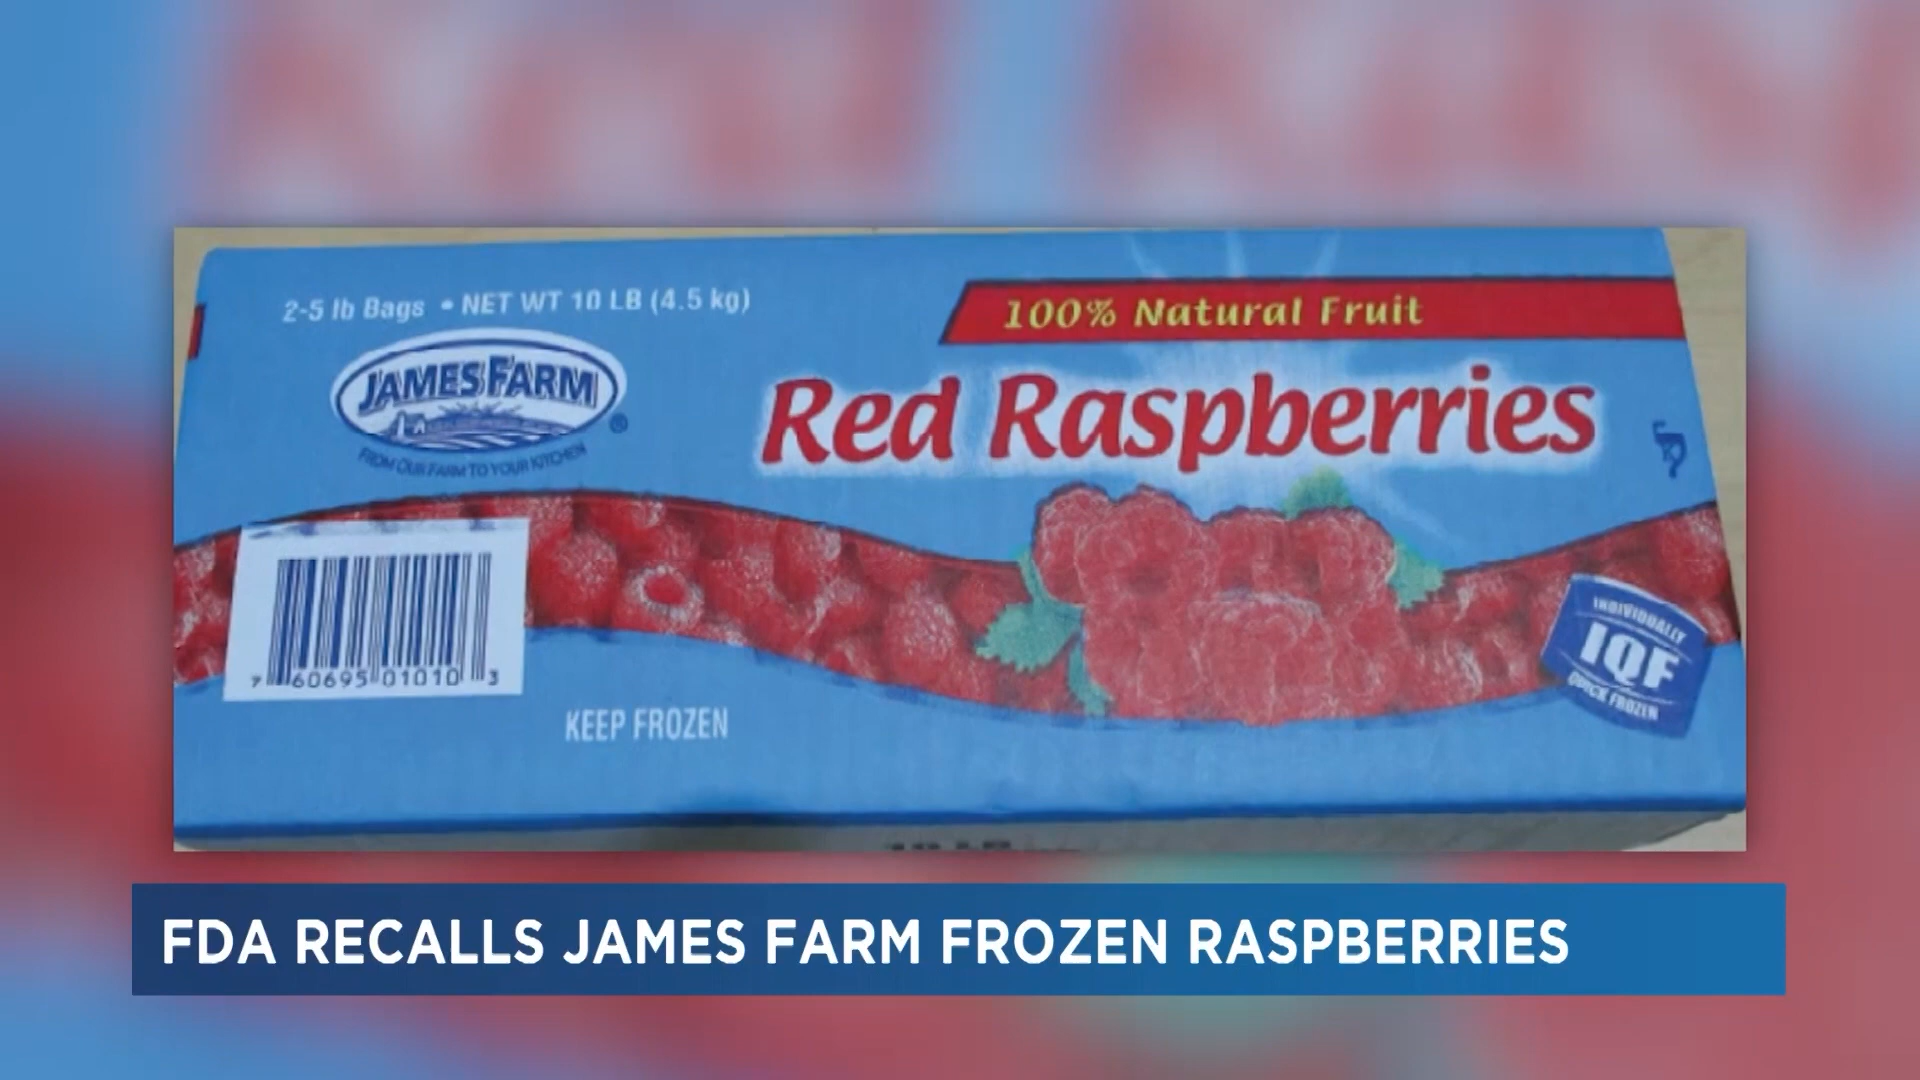 2-5 lb Bags • NET WT 10 LB (4.5 kg)
100% Natural Fruit
JAMES FARM®
FROM OUR FARM TO YOUR KITCHEN
Red Raspberries
K
INDIVIDUALLY
IQF
QUICK FROZEN
7 60695 01010 3
KEEP FROZEN
10 LB
FDA RECALLS JAMES FARM FROZEN RASPBERRIES